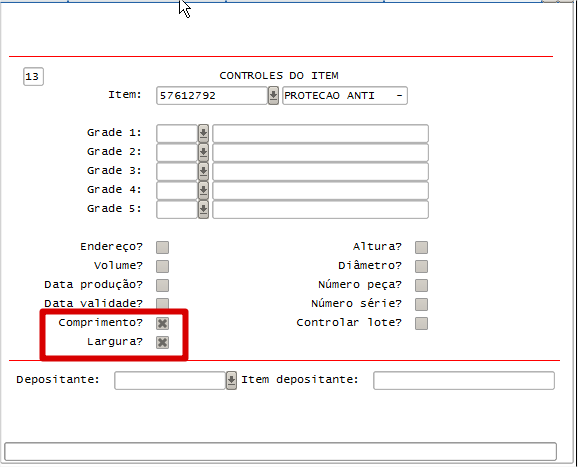 13 CONTROLES DO ITEM
Item: 57612792 PROTECAO ANTI -
Grade 1:
Grade 2:
Grade 3:
Grade 4:
Grade 5:
Endereço? Altura?
Volume? Diâmetro?
Data produção? Número peça?
Data validade? Número série?
Comprimento? Controlar lote?
Largura?
Depositante: Item depositante: